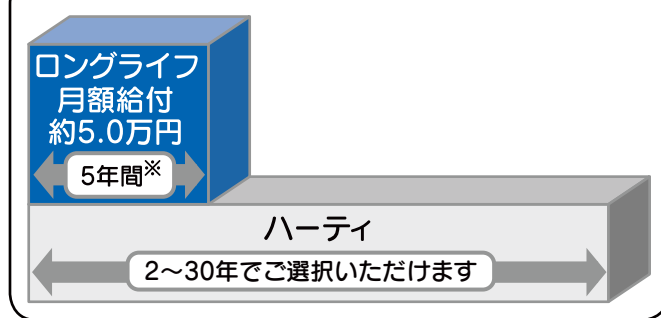 ロングライフ
月額給付
約5.0万円
5年間※
ハーティ
2～30年でご選択いただけます